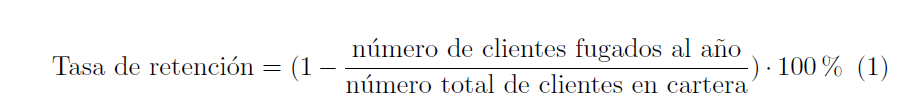 Tasa de retención = (1 − número de clientes fugados al año / número total de clientes en cartera) · 100 % (1)